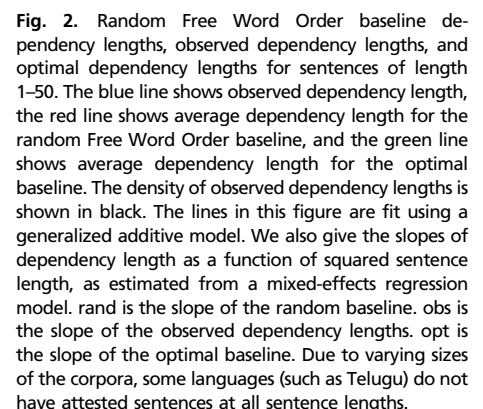 Fig. 2. Random Free Word Order baseline de-
pendency lengths, observed dependency lengths, and
optimal dependency lengths for sentences of length
1–50. The blue line shows observed dependency length,
the red line shows average dependency length for the
random Free Word Order baseline, and the green line
shows average dependency length for the optimal
baseline. The density of observed dependency lengths is
shown in black. The lines in this figure are fit using a
generalized additive model. We also give the slopes of
dependency length as a function of squared sentence
length, as estimated from a mixed-effects regression
model. rand is the slope of the random baseline. obs is
the slope of the observed dependency lengths. opt is
the slope of the optimal baseline. Due to varying sizes
of the corpora, some languages (such as Telugu) do not
have attested sentences at all sentence lengths.